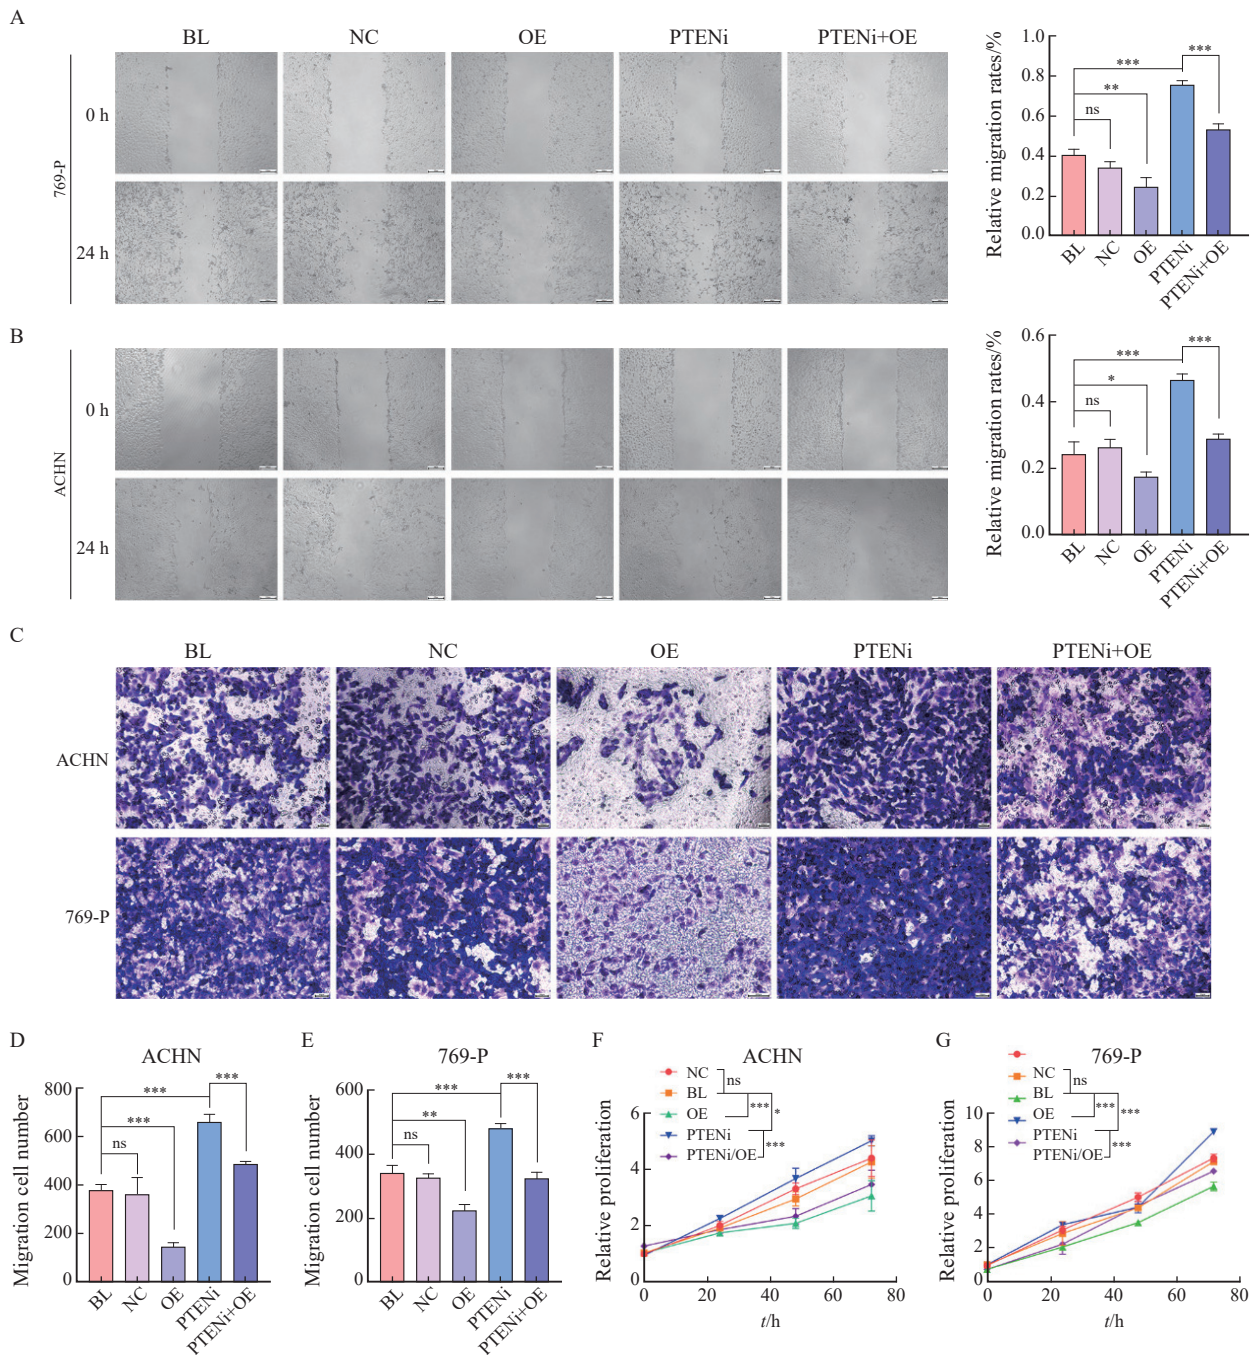 A
BL NC OE PTENi PTENi+OE
769-P
0 h
24 h
Relative migration rates/%
1.0
0.8
0.6
0.4
0.2
0.0
ns
**
***
***
BL NC OE PTENi PTENi+OE
B
ACHN
0 h
24 h
Relative migration rates/%
0.6
0.4
0.2
0.0
ns
*
***
***
BL NC OE PTENi PTENi+OE
C
BL NC OE PTENi PTENi+OE
ACHN
769-P
D
ACHN
Migration cell number
800
600
400
200
0
ns
***
***
***
BL NC OE PTENi PTENi+OE
E
769-P
Migration cell number
600
400
200
0
ns
**
***
***
BL NC OE PTENi PTENi+OE
F
ACHN
NC
BL
OE
PTENi
PTENi/OE
ns
***
*
***
Relative proliferation
6
4
2
0
0 20 40 60 80
t/h
G
769-P
NC
BL
OE
PTENi
PTENi/OE
ns
***
***
***
Relative proliferation
10
8
6
4
2
0
0 20 40 60 80
t/h